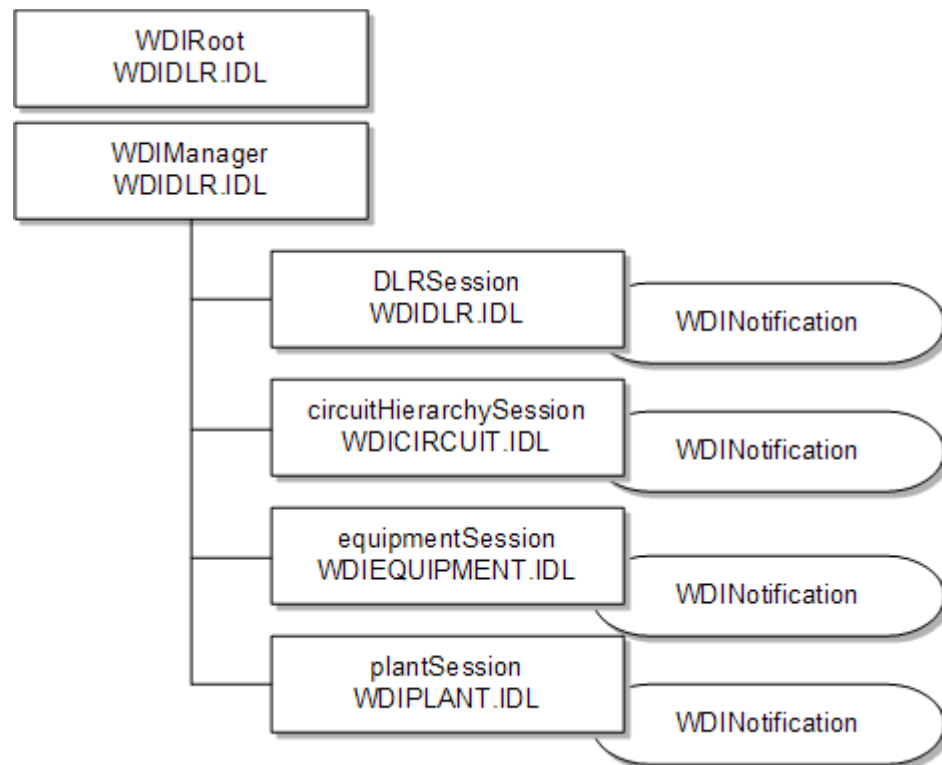 WDIRoot
WDIDLR.IDL
WDIManager
WDIDLR.IDL
DLRSession
WDIDLR.IDL
WDINotification
circuitHierarchySession
WDICIRCUIT.IDL
WDINotification
equipmentSession
WDIEQUIPMENT.IDL
WDINotification
plantSession
WDIPLANT.IDL
WDINotification